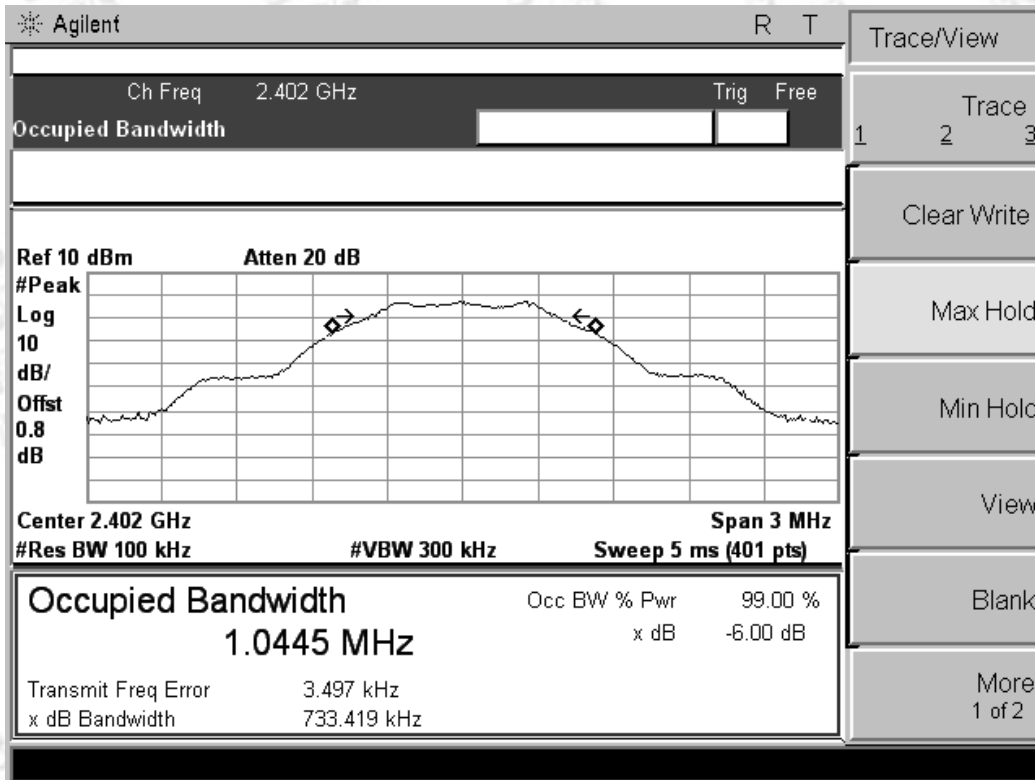 Agilent R T
Ch Freq 2.402 GHz Trig Free
Occupied Bandwidth
Ref 10 dBm Atten 20 dB
#Peak
Log
10
dB/
Offst
0.8
dB
Center 2.402 GHz Span 3 MHz
#Res BW 100 kHz #VBW 300 kHz Sweep 5 ms (401 pts)
Occupied Bandwidth Occ BW % Pwr 99.00 %
1.0445 MHz x dB -6.00 dB
Transmit Freq Error 3.497 kHz
x dB Bandwidth 733.419 kHz
Trace/View
Trace
1 2 3
Clear Write
Max Hold
Min Hold
View
Blank
More
1 of 2